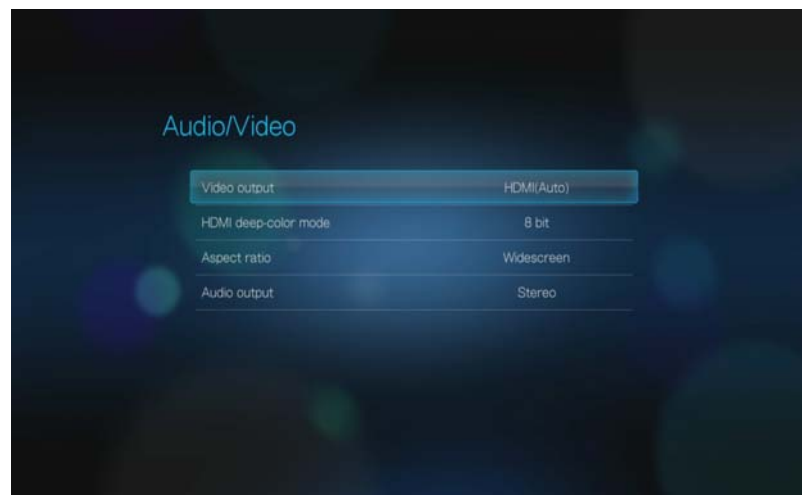 Audio/Video
Video output HDMI(Auto)
HDMI deep-color mode 8 bit
Aspect ratio Widescreen
Audio output Stereo